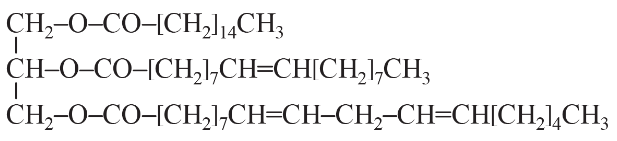 CH₂–O–CO–[CH₂]₁₄CH₃
CH–O–CO–[CH₂]₇CH=CH[CH₂]₇CH₃
CH₂–O–CO–[CH₂]₇CH=CH–CH₂–CH=CH[CH₂]₄CH₃